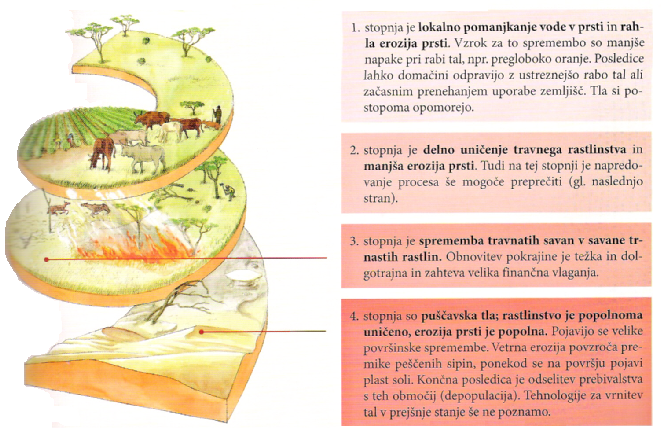 1. stopnja je lokalno pomanjkanje vode v prsti in rah-
la erozija prsti. Vzrok za to spremembo so manjše
napake pri rabi tal, npr. pregloboko oranje. Posledice
lahko domačini odpravijo z ustreznejšo rabo tal ali
začasnim prenehanjem uporabe zemljišč. Tla si po-
stopoma opomorejo.
2. stopnja je delno uničenje travnega rastlinstva in
manjša erozija prsti. Tudi na tej stopnji je napredo-
vanje procesa še mogoče preprečiti (gl. naslednjo
stran).
3. stopnja je sprememba travnatih savan v savane tr-
nastih rastlin. Obnovitev pokrajine je težka in dol-
gotrajna in zahteva velika finančna vlaganja.
4. stopnja so puščavska tla; rastlinstvo je popolnoma
uničeno, erozija prsti je popolna. Pojavijo se velike
površinske spremembe. Vetrna erozija povzroča pre-
mike peščenih sipin, ponekod se na površju pojavi
plast soli. Končna posledica je odselitev prebivalstva
s teh območij (depopulacija). Tehnologije za vrnitev
tal v prejšnje stanje še ne poznamo.